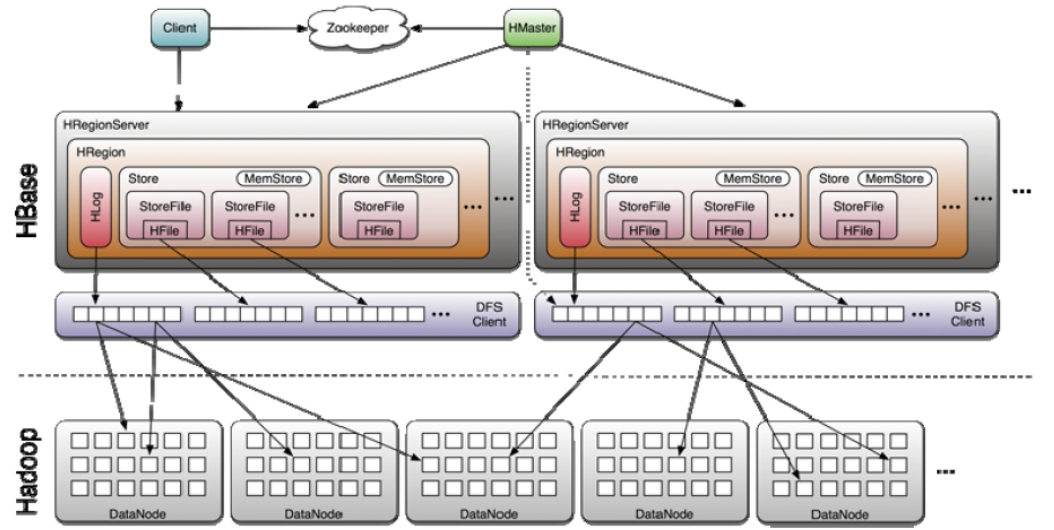 Client
Zookeeper
HMaster
HBase
HRegionServer
HRegion
HLog
Store
MemStore
StoreFile
HFile
StoreFile
HFile
...
Store
MemStore
StoreFile
HFile
...
...
HRegionServer
HRegion
HLog
Store
MemStore
StoreFile
HFile
StoreFile
HFile
...
Store
MemStore
StoreFile
HFile
...
...
...
...
DFS
Client
...
DFS
Client
Hadoop
DataNode
DataNode
DataNode
DataNode
DataNode
...